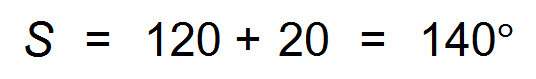 S = 120 + 20 = 140°